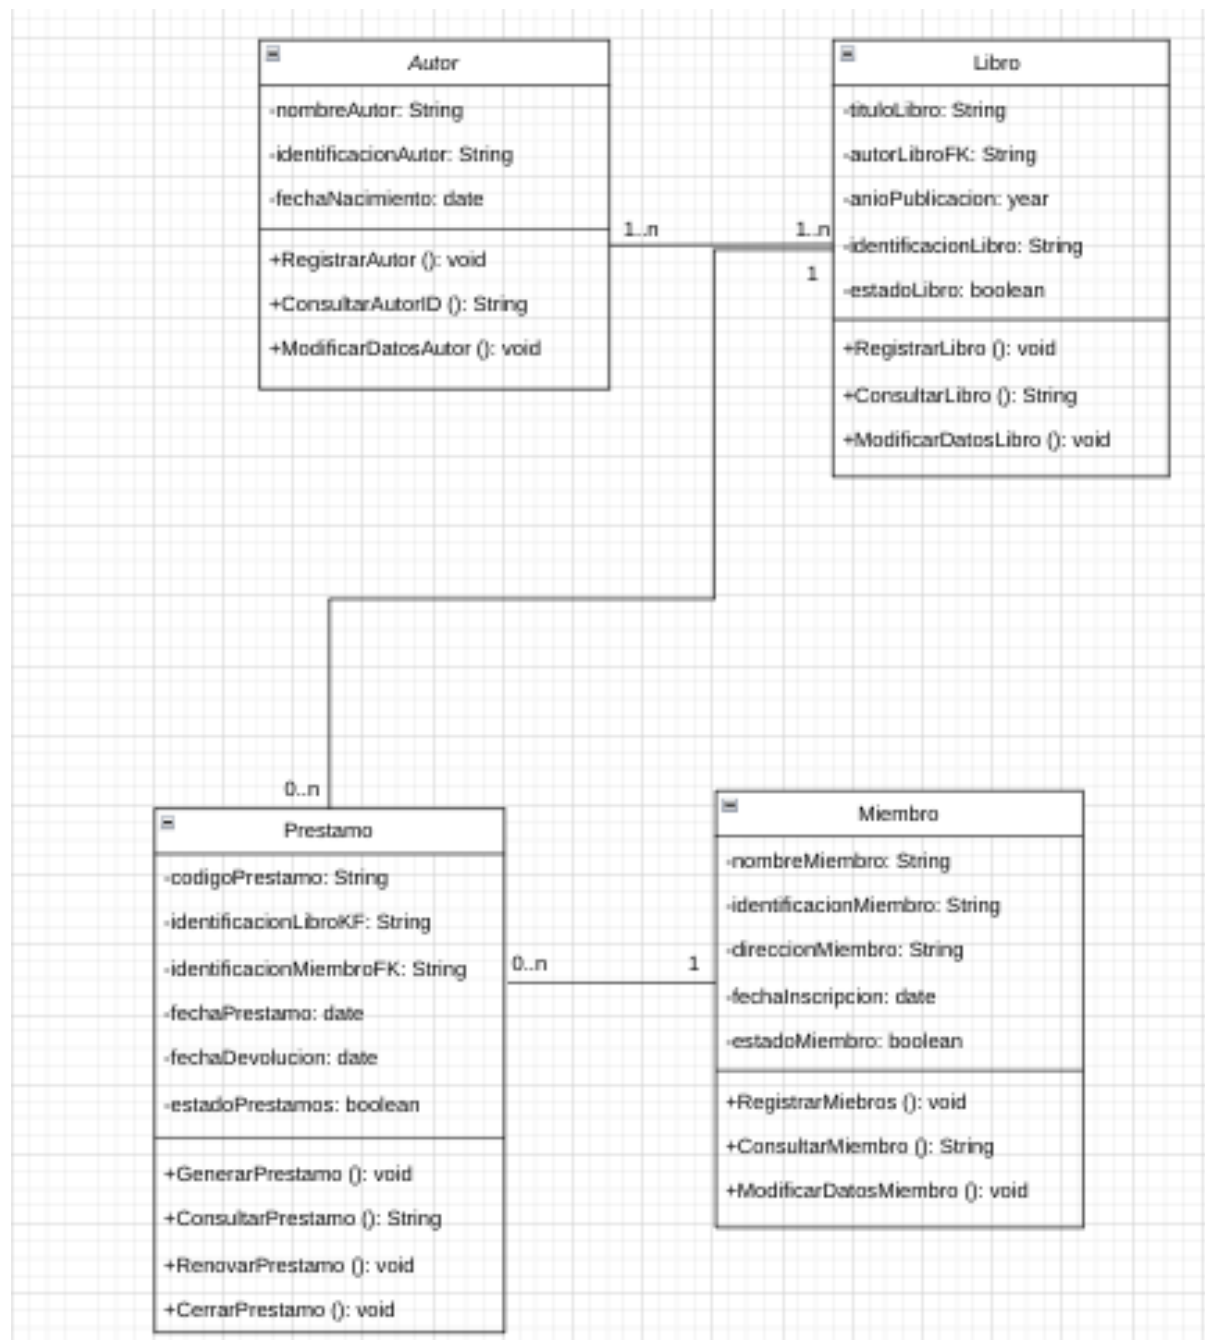 Autor
-nombreAutor: String
-identificacionAutor: String
-fechaNacimiento: date
+RegistrarAutor (): void
+ConsultarAutorID (): String
+ModificarDatosAutor (): void
1..n
1..n
1
Libro
-tituloLibro: String
-autorLibroFK: String
-anioPublicacion: year
-identificacionLibro: String
-estadoLibro: boolean
+RegistrarLibro (): void
+ConsultarLibro (): String
+ModificarDatosLibro (): void
0..n
Prestamo
-codigoPrestamo: String
-identificacionLibroKF: String
-identificacionMiembroFK: String
-fechaPrestamo: date
-fechaDevolucion: date
-estadoPrestamos: boolean
+GenerarPrestamo (): void
+ConsultarPrestamo (): String
+RenovarPrestamo (): void
+CerrarPrestamo (): void
0..n
1
Miembro
-nombreMiembro: String
-identificacionMiembro: String
-direccionMiembro: String
-fechaInscripcion: date
-estadoMiembro: boolean
+RegistrarMiebros (): void
+ConsultarMiembro (): String
+ModificarDatosMiembro (): void